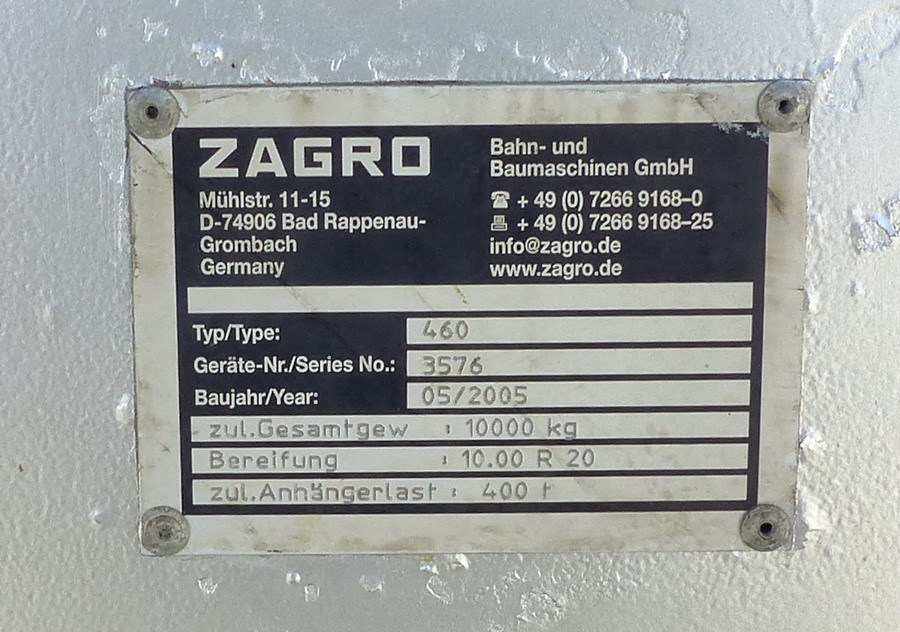 ZAGRO
Mühlstr. 11-15
D-74906 Bad Rappenau-
Grombach
Germany
Bahn- und
Baumaschinen GmbH
☎ + 49 (0) 7266 9168–0
+ 49 (0) 7266 9168–25
info@zagro.de
www.zagro.de
Typ/Type: 460
Geräte-Nr./Series No.: 3576
Baujahr/Year: 05/2005
zul.Gesamtgew : 10000 kg
Bereifung : 10.00 R 20
zul.Anhängerlast : 400 t